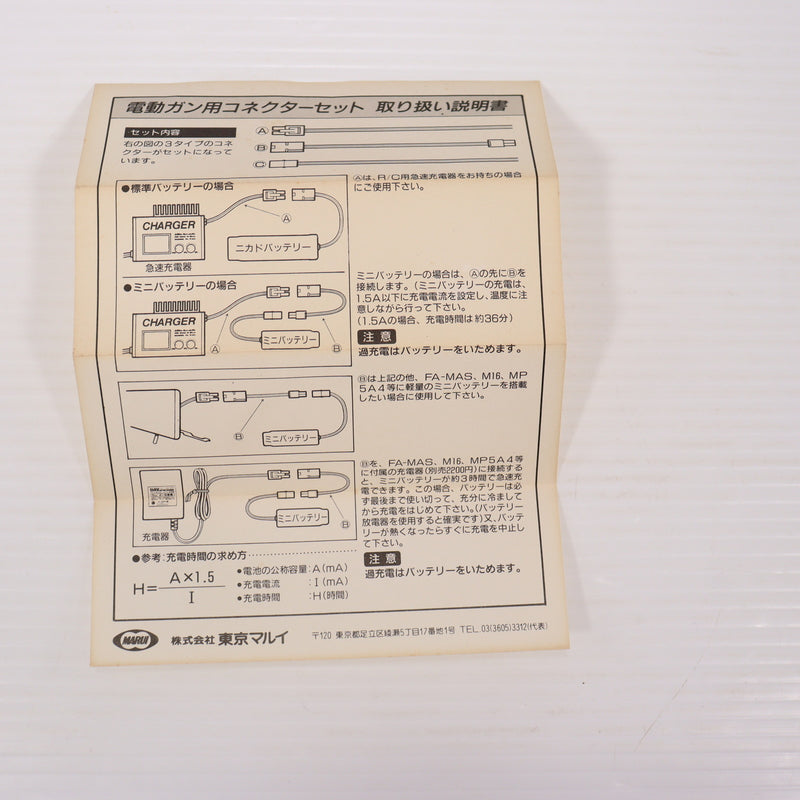 電動ガン用コネクターセット 取り扱い説明書
セット内容
右の図の3タイプのコネ
クターがセットになって
います。
Ⓐ
Ⓑ
Ⓒ
●標準バッテリーの場合
CHARGER
急速充電器
Ⓐ
ニカドバッテリー
Ⓐは、R/C用急速充電器をお持ちの場合
にご使用下さい。
●ミニバッテリーの場合
CHARGER
Ⓐ
ミニバッテリー
Ⓑ
ミニバッテリーの場合は、Ⓐの先にⒷを
接続します。(ミニバッテリーの充電は、
1.5A以下に充電電流を設定し、温度に注
意しながら行って下さい。
(1.5Aの場合、充電時間は約36分)
注意
過充電はバッテリーをいためます。
Ⓑ
ミニバッテリー
Ⓑは上記の他、FA-MAS、M16、MP
5A4等に軽量のミニバッテリーを搭載
したい場合に使用して下さい。
充電器
ミニバッテリー
Ⓑ
Ⓑを、FA-MAS、M16、MP5A4等
に付属の充電器(別売2200円)に接続する
と、ミニバッテリーが約3時間で急速充
電できます。この場合、バッテリーは必
ず最後まで使い切って、充分に冷まして
から充電をはじめて下さい。(バッテリー
放電器を使用すると確実です)又、バッテ
リーが熱くなったらすぐに充電を中止し
て下さい。
注意
過充電はバッテリーをいためます。
●参考:充電時間の求め方
H=A×1.5/I
●電池の公称容量:A(mA)
●充電電流 :I(mA)
●充電時間 :H(時間)
MARUI 株式会社 東京マルイ 〒120 東京都足立区綾瀬5丁目17番地1号 TEL.03(3605)3312(代表)